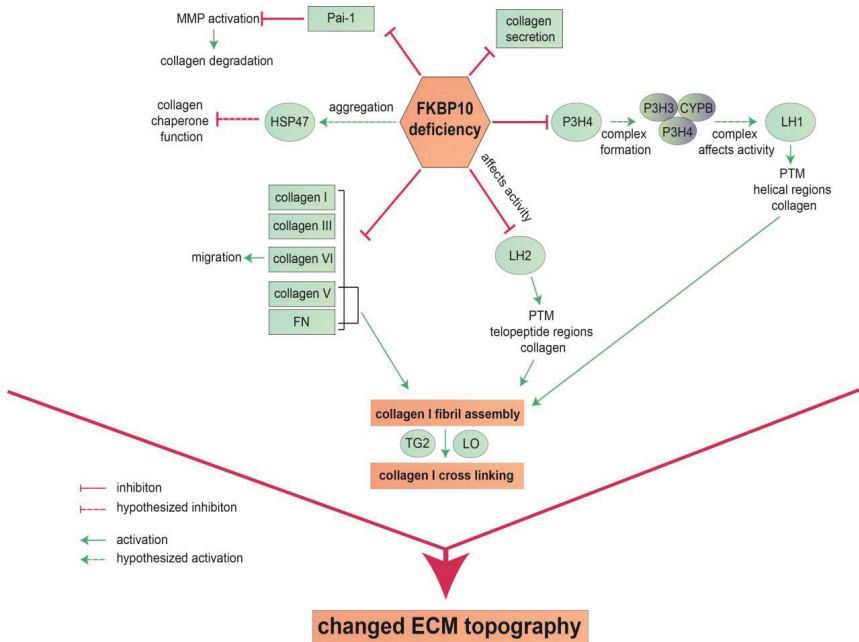 MMP activation
Pai-1
collagen degradation
collagen
secretion
collagen
chaperone
function
HSP47
aggregation
FKBP10
deficiency
P3H4
complex
formation
P3H3
CYPB
P3H4
complex
affects activity
LH1
PTM
helical regions
collagen
affects activity
LH2
PTM
telopeptide regions
collagen
collagen I
collagen III
migration
collagen VI
collagen V
FN
collagen I fibril assembly
TG2
LO
collagen I cross linking
inhibiton
hypothesized inhibiton
activation
hypothesized activation
changed ECM topography